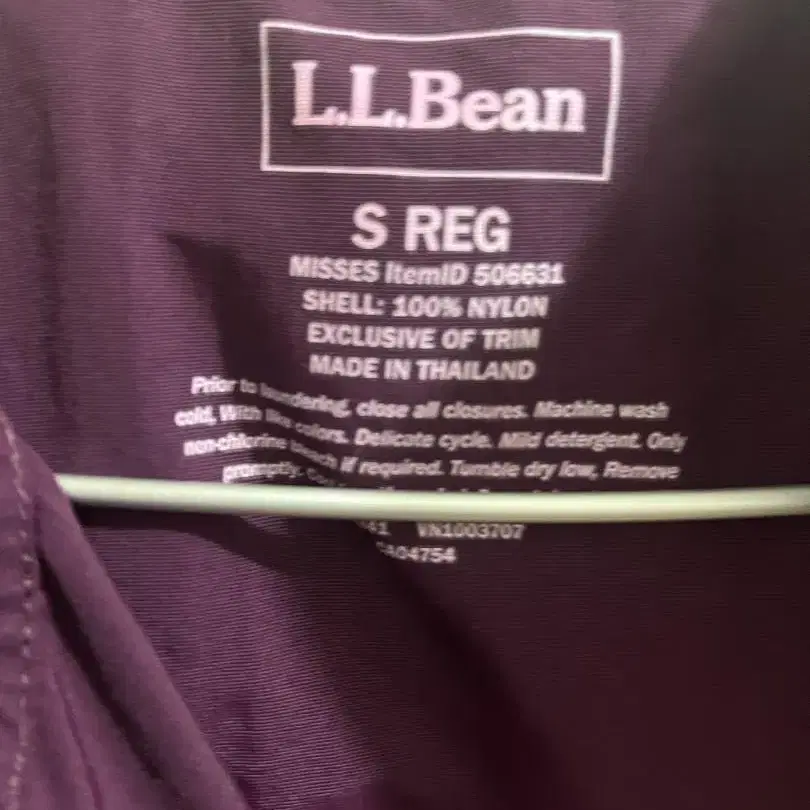 L.L.Bean
S REG
MISSES ItemID 506631
SHELL: 100% NYLON
EXCLUSIVE OF TRIM
MADE IN THAILAND
Prior to laundering, close all closures. Machine wash
cold. With like colors. Delicate cycle. Mild detergent. Only
non-chlorine bleach if required. Tumble dry low, Remove
promptly.
VN1003707
CA04754